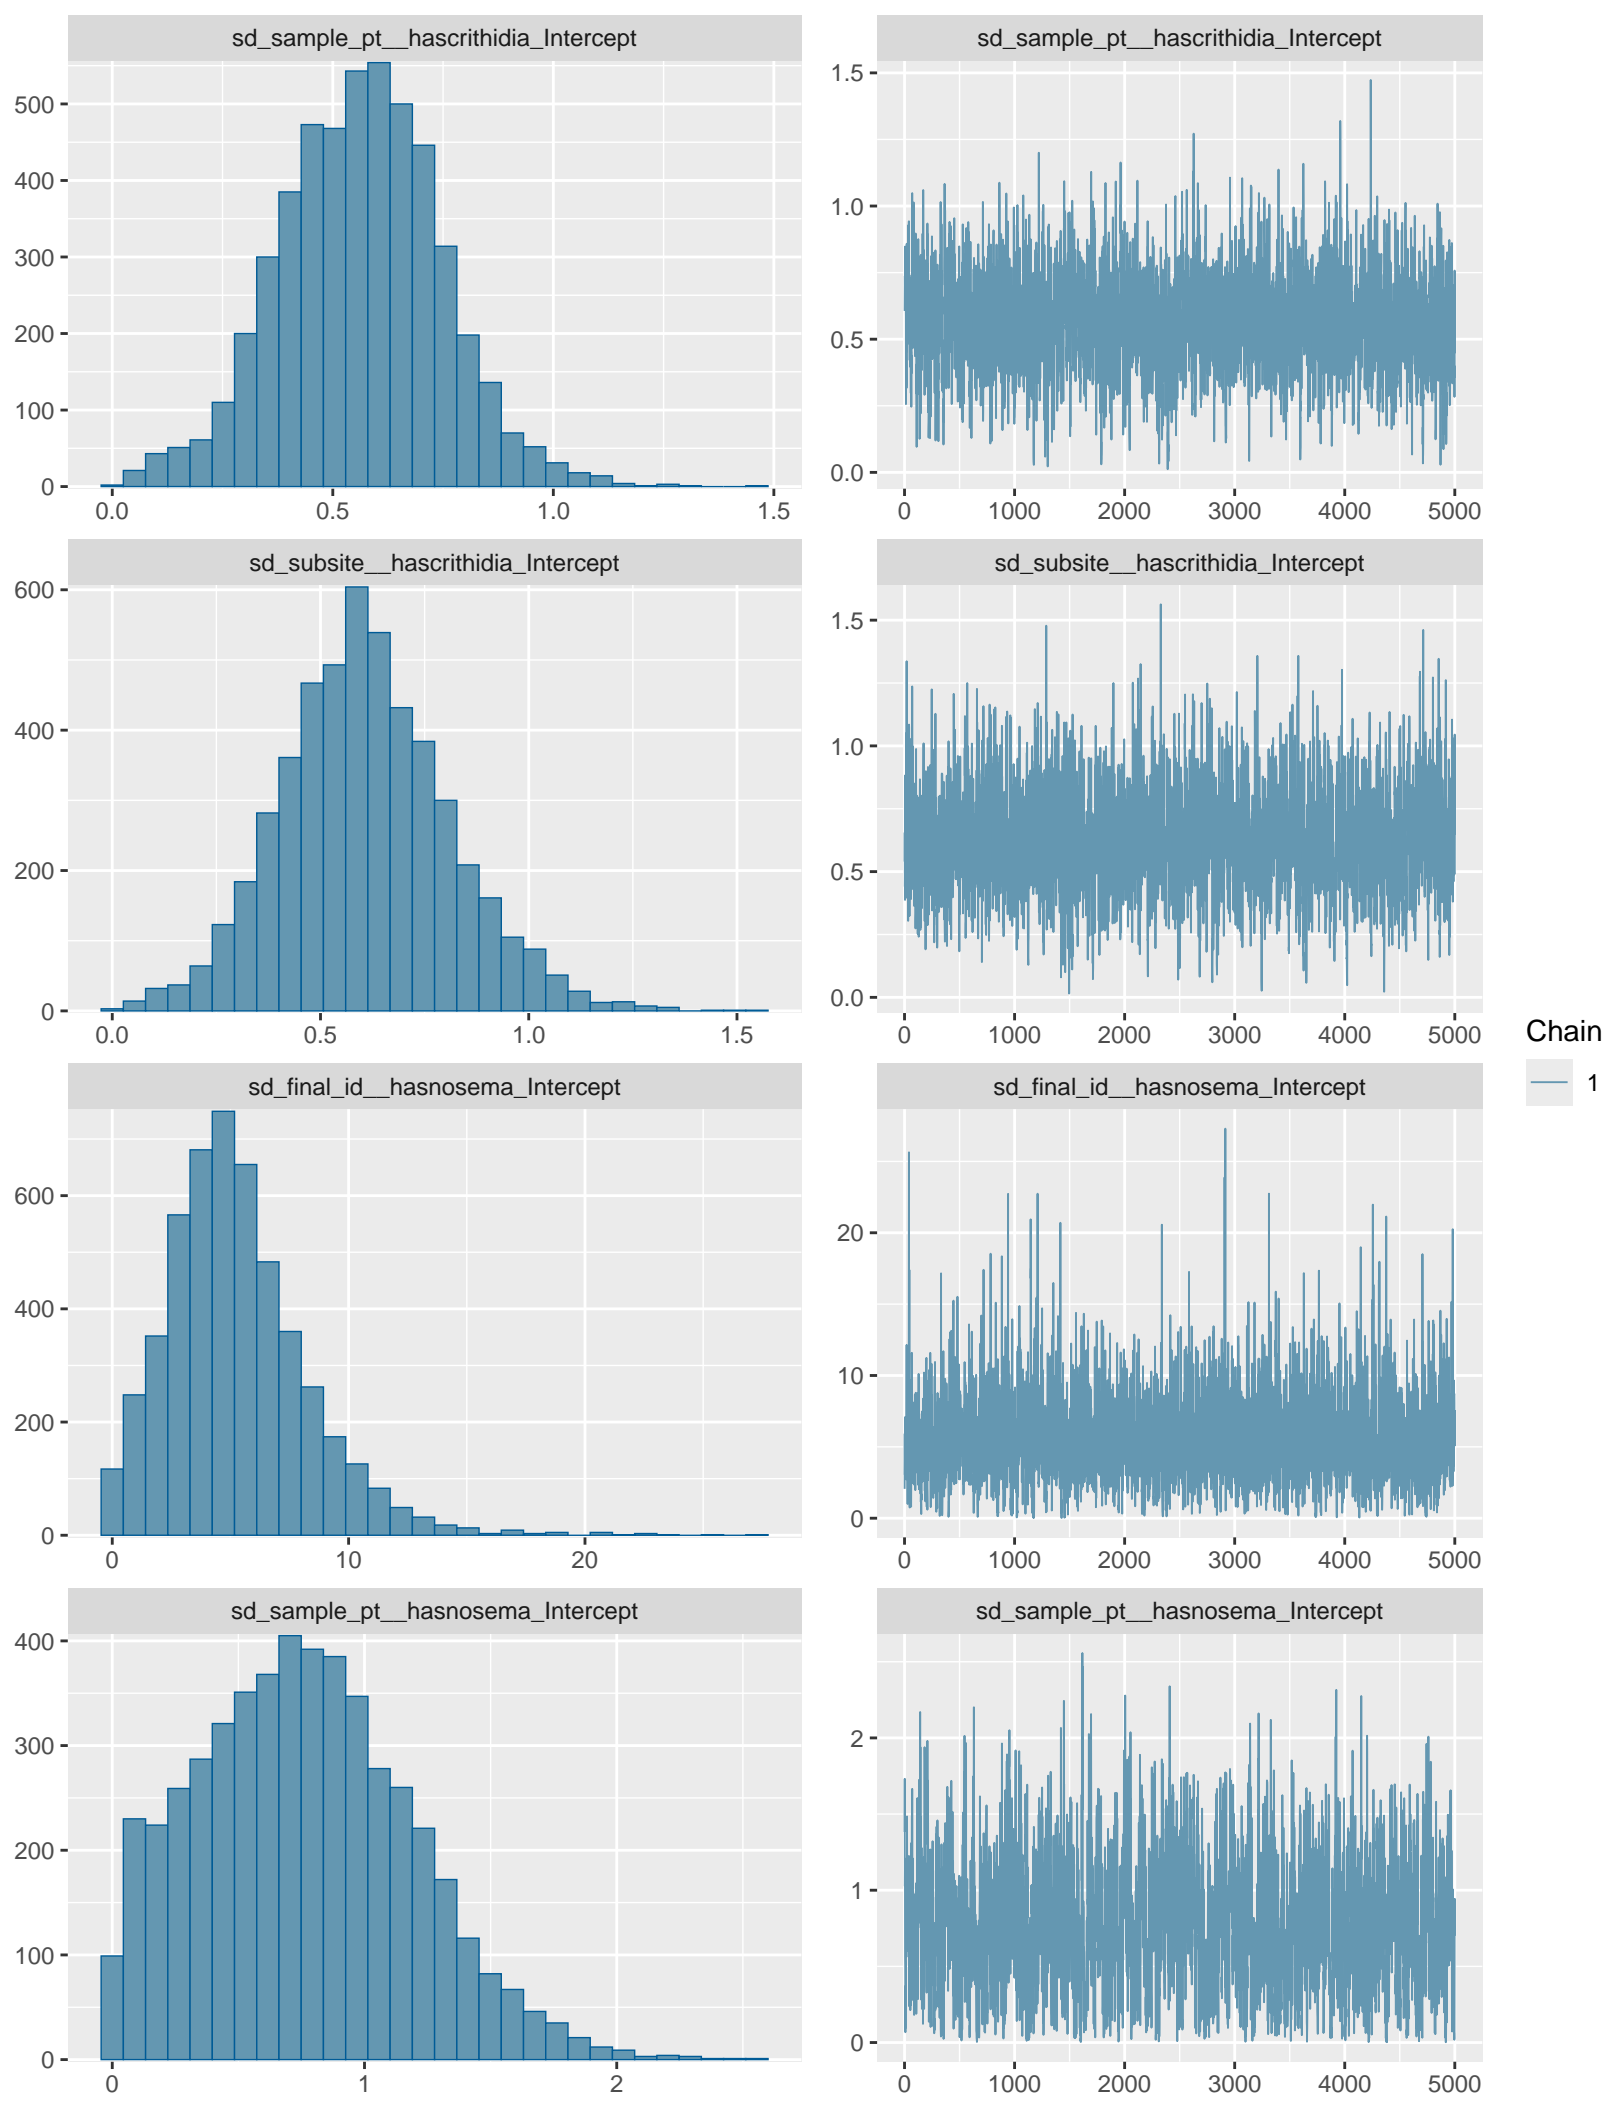 sd_sample_pt__hascrithidia_Intercept
500
400
300
200
100
0
0.0 0.5 1.0 1.5
sd_sample_pt__hascrithidia_Intercept
1.5
1.0
0.5
0.0
0 1000 2000 3000 4000 5000
sd_subsite__hascrithidia_Intercept
600
400
200
0
0.0 0.5 1.0 1.5
sd_subsite__hascrithidia_Intercept
1.5
1.0
0.5
0.0
0 1000 2000 3000 4000 5000
sd_final_id__hasnosema_Intercept
600
400
200
0
0 10 20
sd_final_id__hasnosema_Intercept
20
10
0
0 1000 2000 3000 4000 5000
sd_sample_pt__hasnosema_Intercept
400
300
200
100
0
0 1 2
sd_sample_pt__hasnosema_Intercept
2
1
0
0 1000 2000 3000 4000 5000
Chain
1